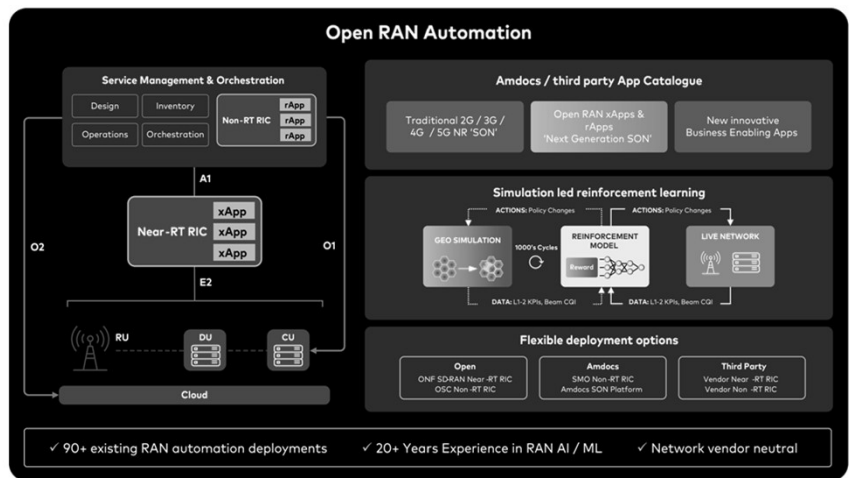 Open RAN Automation
Service Management & Orchestration
Design
Inventory
Operations
Orchestration
Non-RT RIC
rApp
rApp
rApp
A1
Near-RT RIC
xApp
xApp
xApp
O2
O1
E2
RU
DU
CU
Cloud
Amdocs / third party App Catalogue
Traditional 2G / 3G /
4G / 5G NR 'SON'
Open RAN xApps &
rApps
'Next Generation SON'
New innovative
Business Enabling Apps
Simulation led reinforcement learning
ACTIONS: Policy Changes
ACTIONS: Policy Changes
GEO SIMULATION
1000's Cycles
REINFORCEMENT
MODEL
Reward
LIVE NETWORK
DATA: L1-2 KPIs, Beam CQI
DATA: L1-2 KPIs, Beam CQI
Flexible deployment options
Open
ONF SD-RAN Near -RT RIC
OSC Non -RT RIC
Amdocs
SMO Non -RT RIC
Amdocs SON Platform
Third Party
Vendor Near -RT RIC
Vendor Non -RT RIC
✓ 90+ existing RAN automation deployments
✓ 20+ Years Experience in RAN AI / ML
✓ Network vendor neutral